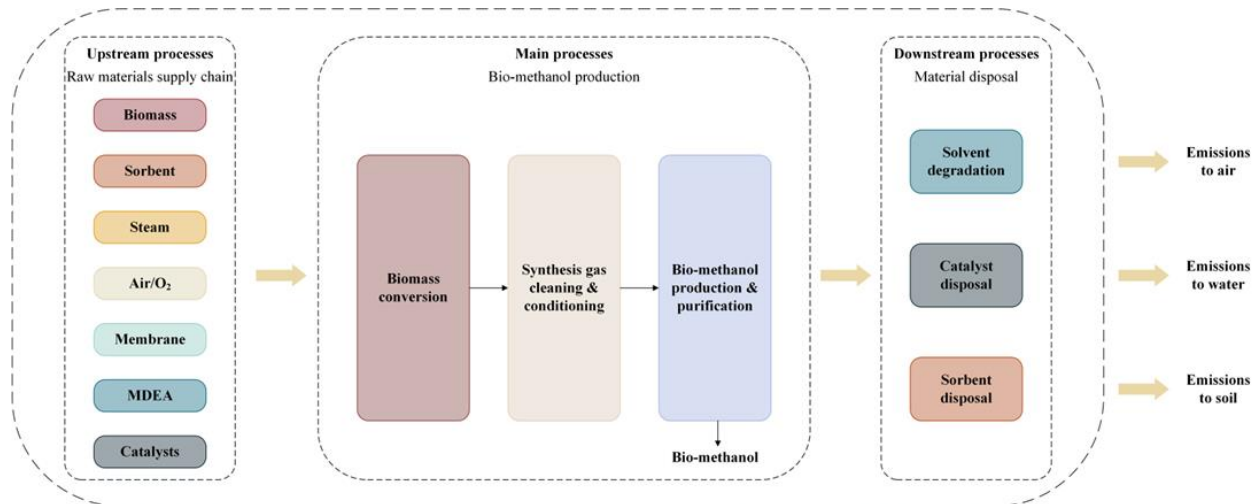 Upstream processes
Raw materials supply chain
Biomass
Sorbent
Steam
Air/O₂
Membrane
MDEA
Catalysts
Main processes
Bio-methanol production
Biomass
conversion
Synthesis gas
cleaning &
conditioning
Bio-methanol
production &
purification
Bio-methanol
Downstream processes
Material disposal
Solvent
degradation
Catalyst
disposal
Sorbent
disposal
Emissions
to air
Emissions
to water
Emissions
to soil